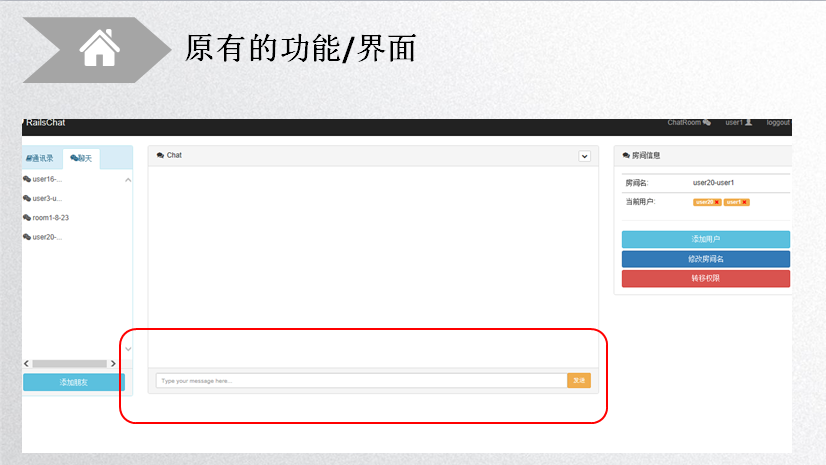 原有的功能/界面
RailsChat
ChatRoom user1 loggout
通讯录 聊天
user16-...
user3-u...
room1-8-23
user20-...
添加朋友
Chat
Type your message here...
发送
房间信息
房间名: user20-user1
当前用户: user20 user1
添加用户
修改房间名
转移权限